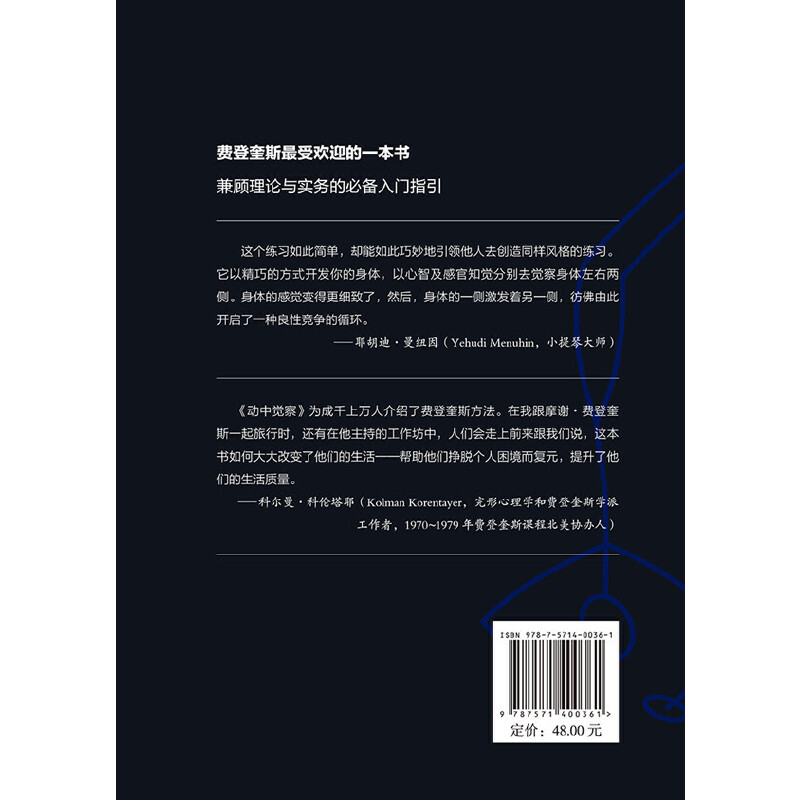 费登奎斯最受欢迎的一本书
兼顾理论与实务的必备入门指引
这个练习如此简单，却能如此巧妙地引领他人去创造同样风格的练习。
它以精巧的方式开发你的身体，以心智及感官知觉分别去觉察身体左右两
侧。身体的感觉变得更细致了，然后，身体的一侧激发着另一侧，彷彿由此
开启了一种良性竞争的循环。
——耶胡迪·曼纽因（Yehudi Menuhin，小提琴大师）
《动中觉察》为成千上万人介绍了费登奎斯方法。在我跟摩谢·费登奎
斯一起旅行时，还有在他主持的工作坊中，人们会走上前来跟我们说，这本
书如何大大改变了他们的生活——帮助他们挣脱个人困境而复元，提升了他
们的生活质量。
——科尔曼·科伦塔耶（Kolman Korentayer，完形心理学和费登奎斯学派
工作者，1970~1979 年费登奎斯课程北美协办人）
ISBN 978-7-5714-0036-1
9 787571 400361>
定价：48.00 元